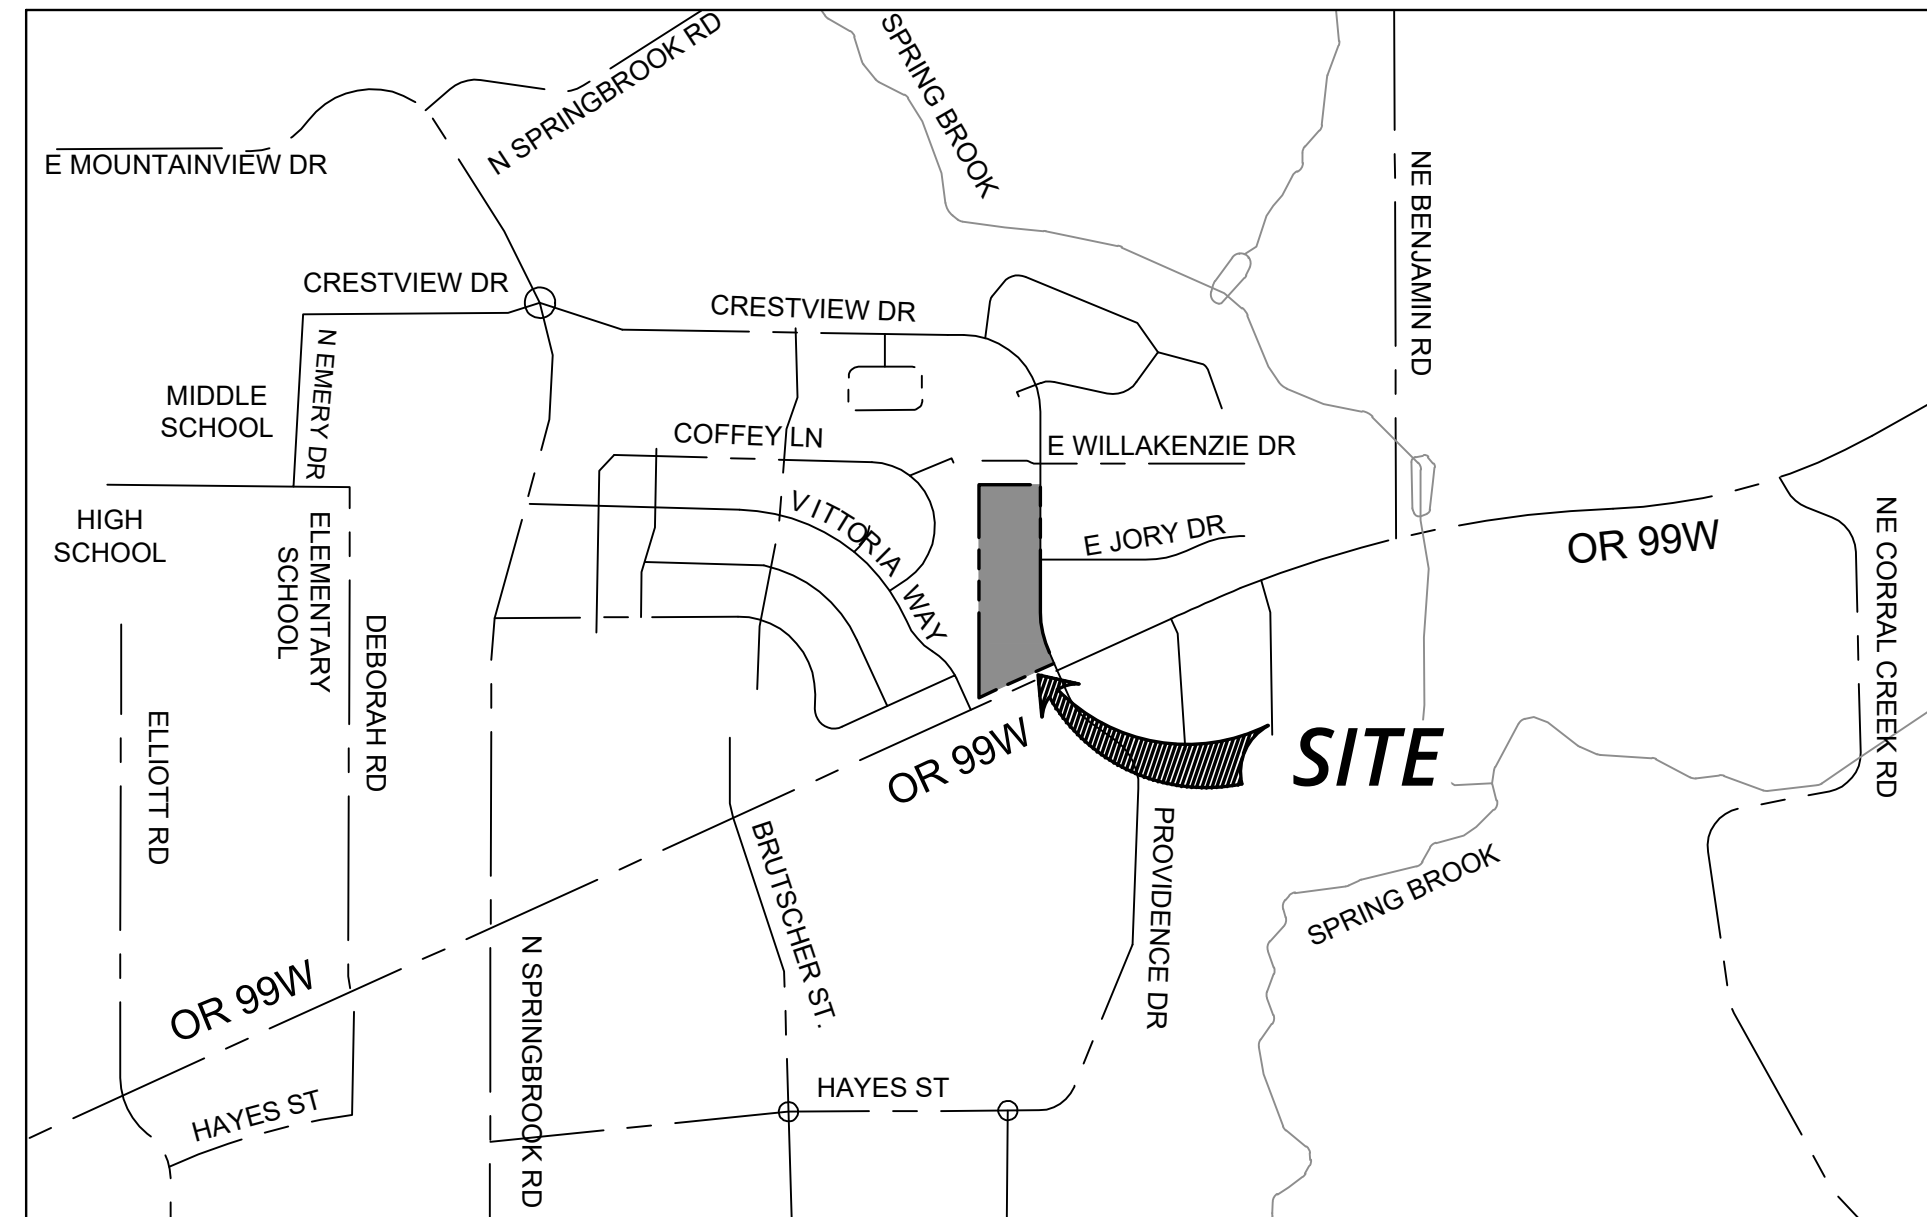 N SPRINGBROOK RD
SPRING BROOK
E MOUNTAINVIEW DR
NE BENJAMIN RD
CRESTVIEW DR
CRESTVIEW DR
N EMERY DR
MIDDLE
SCHOOL
COFFEY LN
E WILLAKENZIE DR
VITTORIA WAY
HIGH
SCHOOL
ELEMENTARY
SCHOOL
E JORY DR
OR 99W
NE CORRAL CREEK RD
DEBORAH RD
ELLIOTT RD
OR 99W
SITE
PROVIDENCE DR
BRUTSCHER ST.
SPRING BROOK
OR 99W
N SPRINGBROOK RD
HAYES ST
HAYES ST